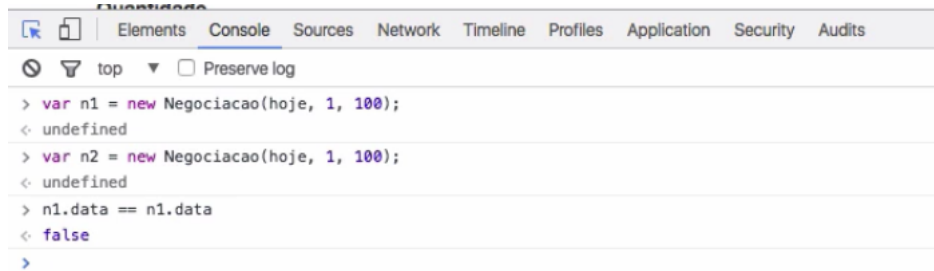 Quantidade
Elements Console Sources Network Timeline Profiles Application Security Audits
top ▼ Preserve log
> var n1 = new Negociacao(hoje, 1, 100);
< undefined
> var n2 = new Negociacao(hoje, 1, 100);
< undefined
> n1.data == n1.data
< false
>